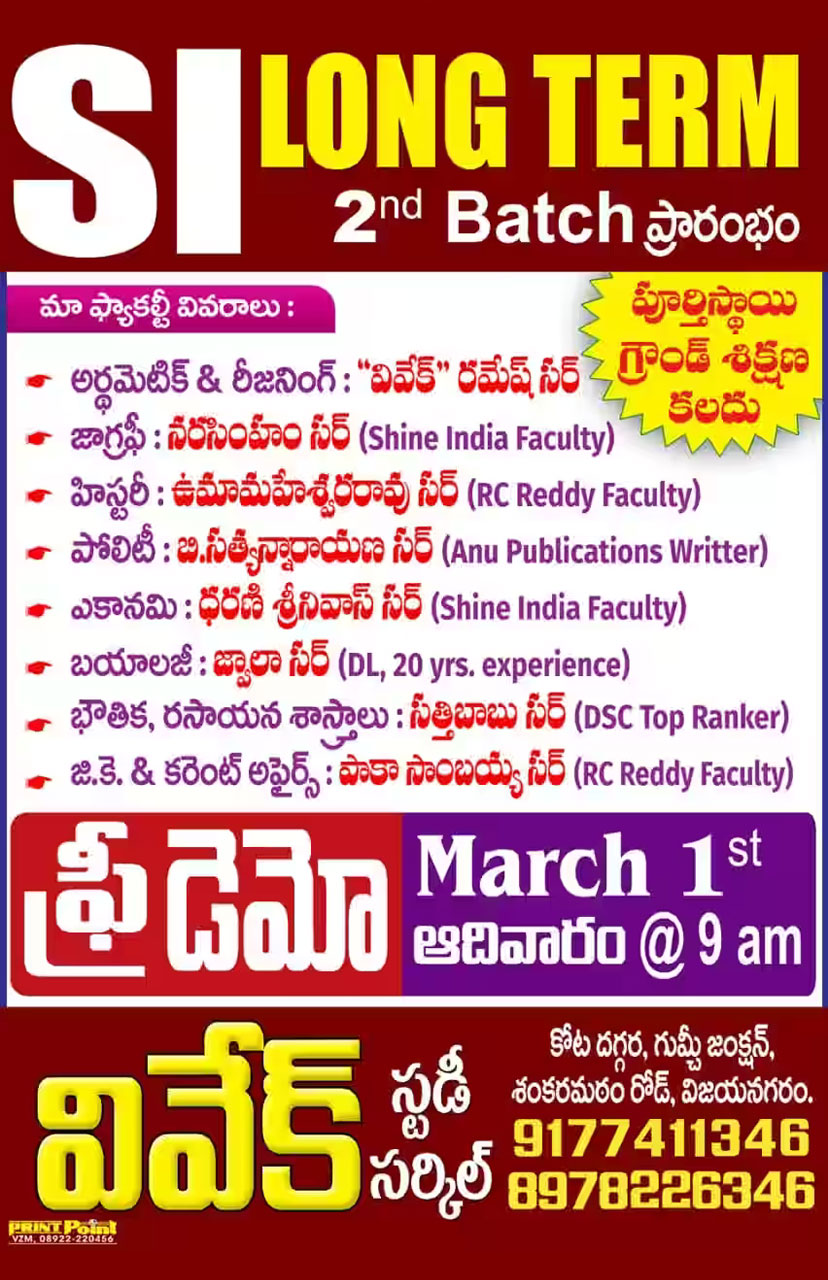 SI LONG TERM
2nd Batch ప్రారంభం
మా ఫ్యాకల్టీ వివరాలు :
పూర్తిస్థాయి
గ్రౌండ్ శిక్షణ
కలదు
అర్థమెటిక్ & రీజనింగ్ : "వివేక్" రమేష్ సర్
జాగ్రఫీ : నరసింహం సర్ (Shine India Faculty)
హిస్టరీ : ఉమామహేశ్వరరావు సర్ (RC Reddy Faculty)
పోలిటీ : బి.సత్యన్నారాయణ సర్ (Anu Publications Writter)
ఎకానమి : ధరణి శ్రీనివాస్ సర్ (Shine India Faculty)
బయాలజీ : జ్వాలా సర్ (DL, 20 yrs. experience)
భౌతిక, రసాయన శాస్త్రాలు : సత్తిబాబు సర్ (DSC Top Ranker)
జి.కె. & కరెంట్ అఫైర్స్ : పాకా సాంబయ్య సర్ (RC Reddy Faculty)
ఫ్రీ డెమో
March 1st
ఆదివారం @ 9 am
వివేక్
స్టడీ
సర్కిల్
కోట దగ్గర, గుమ్చీ జంక్షన్,
శంకరమఠం రోడ్, విజయనగరం.
9177411346
8978226346
PRINT Point
VZM, 08922-220456